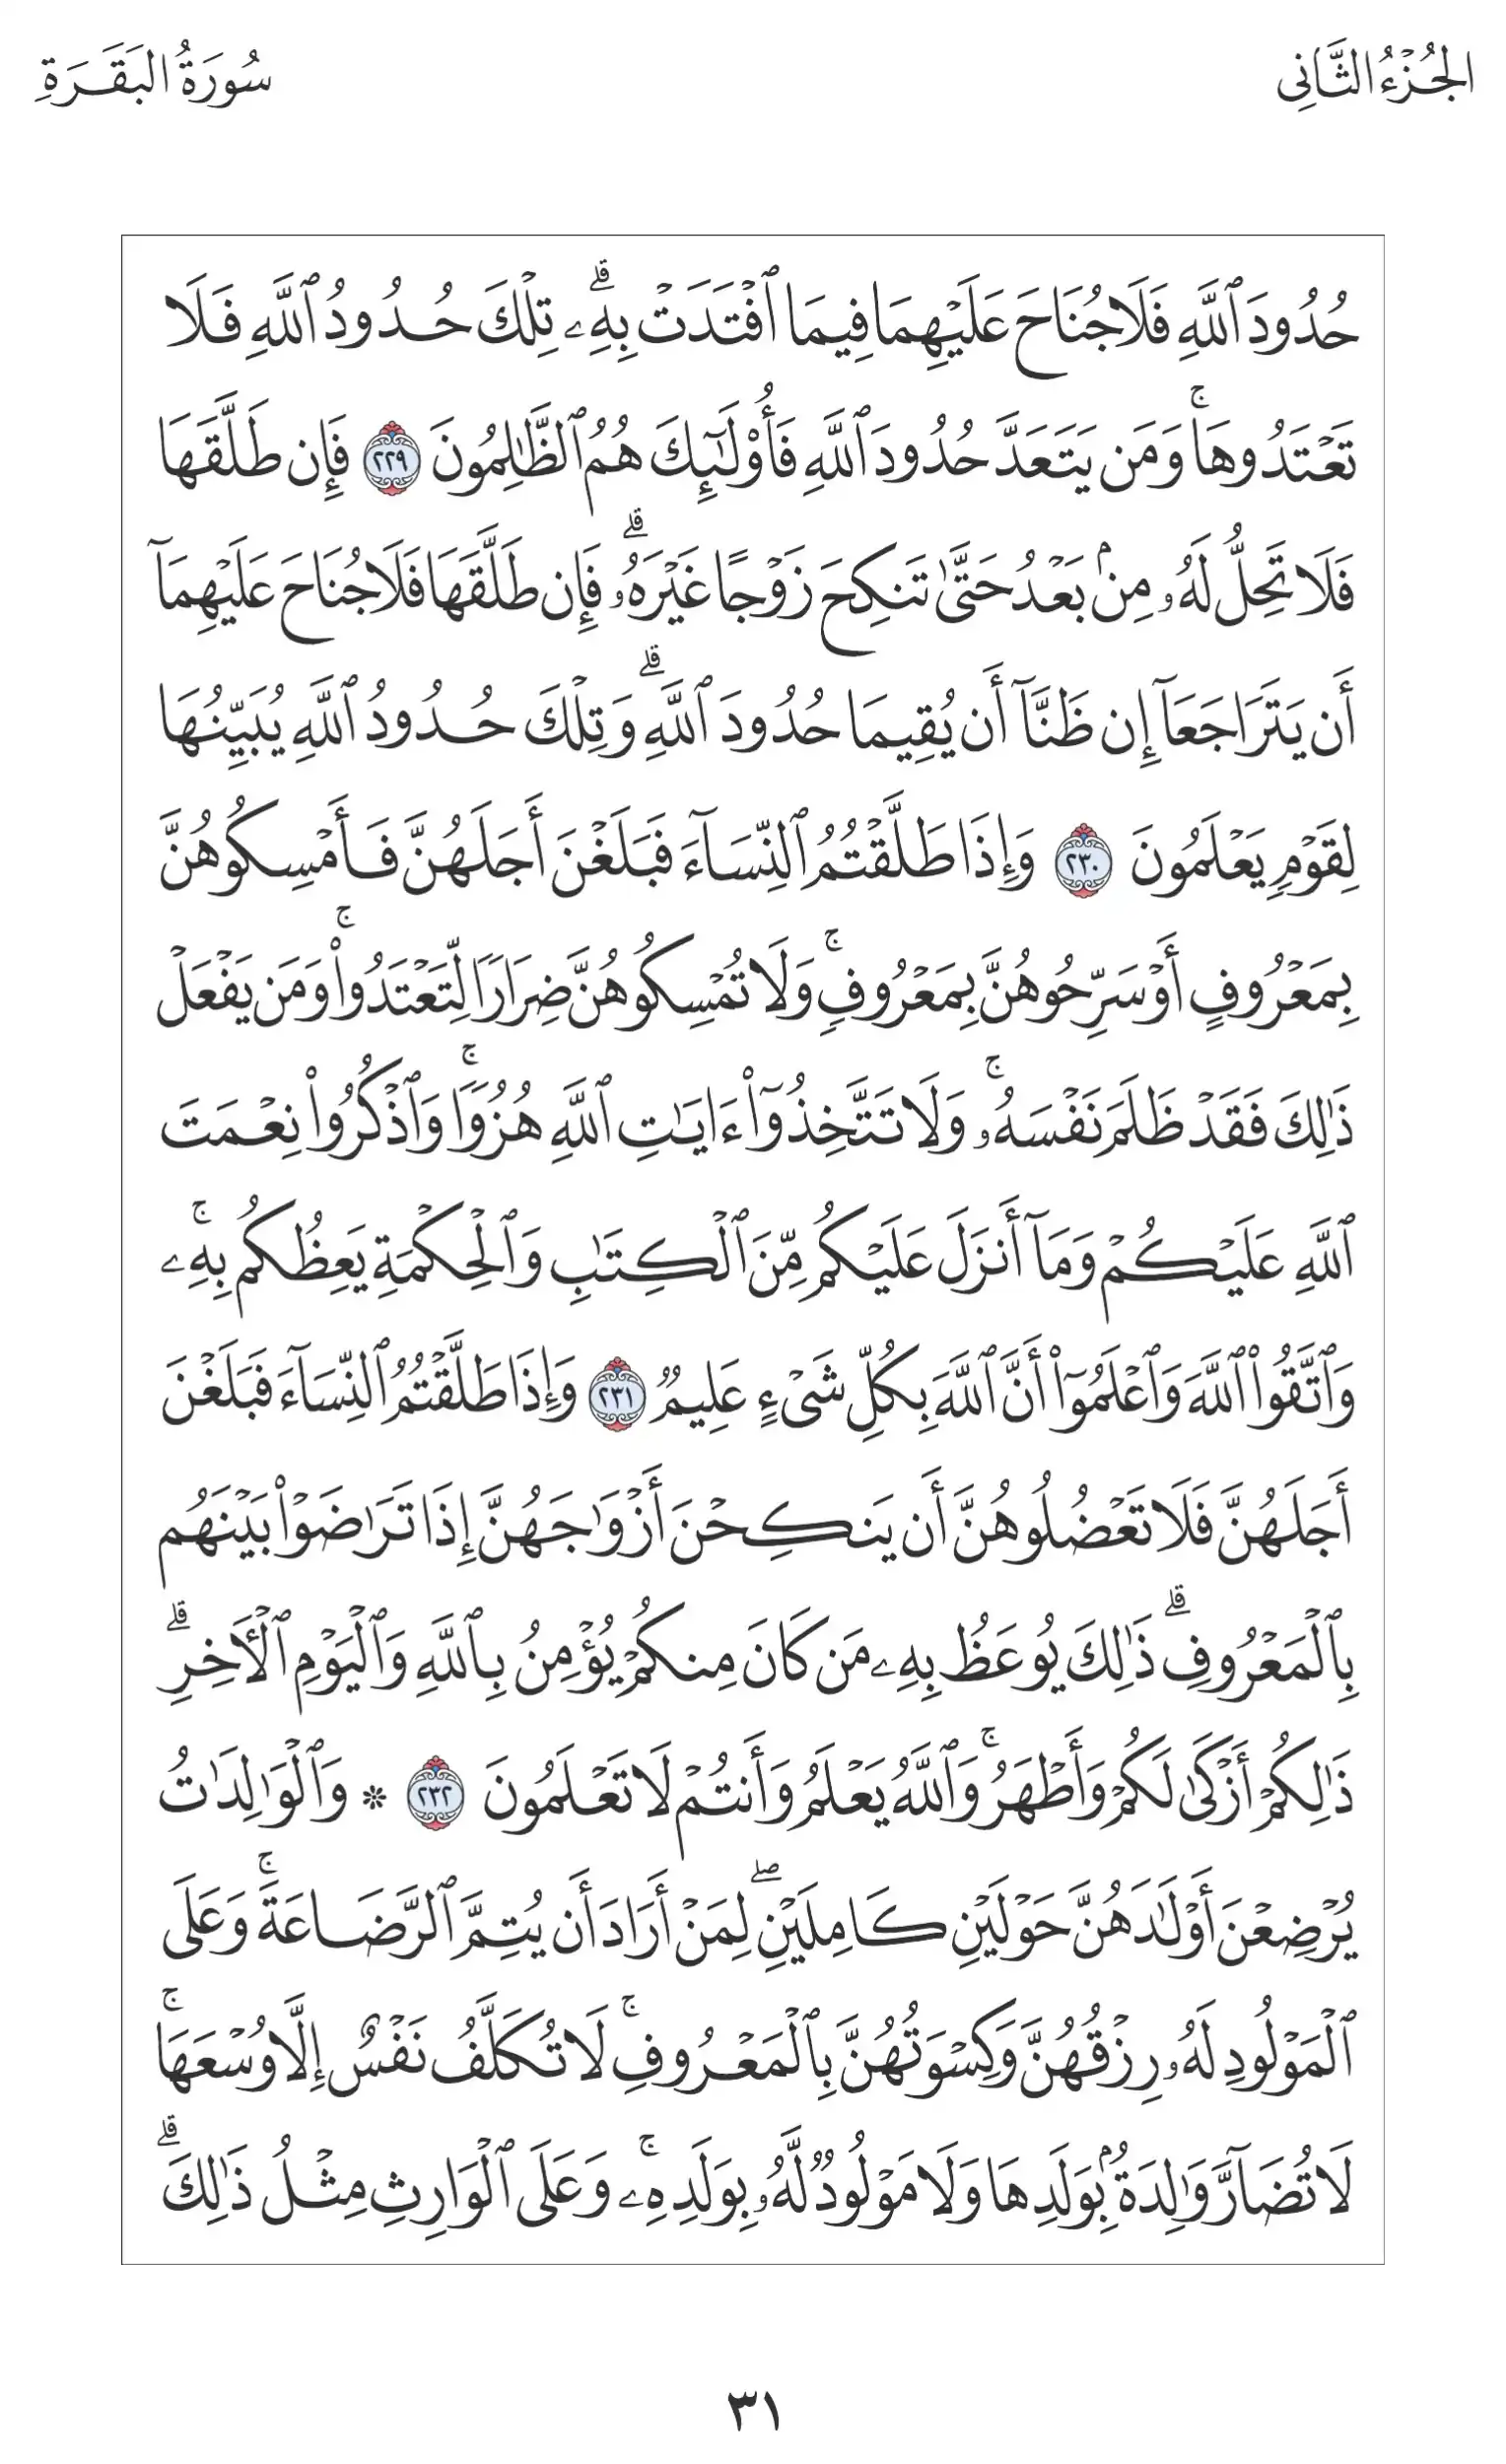 الجُزْءُ الثَّانِي
سُورَةُ البَقَرَةِ
حُدُودَ ٱللَّهِ فَلَا جُنَاحَ عَلَيْهِمَا فِيمَا ٱفْتَدَتْ بِهِۦۗ تِلْكَ حُدُودُ ٱللَّهِ فَلَا
تَعْتَدُوهَاۚ وَمَن يَتَعَدَّ حُدُودَ ٱللَّهِ فَأُو۟لَـٰٓئِكَ هُمُ ٱلظَّـٰلِمُونَ ٢٢٩ فَإِن طَلَّقَهَا
فَلَا تَحِلُّ لَهُۥ مِنۢ بَعْدُ حَتَّىٰ تَنكِحَ زَوْجًا غَيْرَهُۥۗ فَإِن طَلَّقَهَا فَلَا جُنَاحَ عَلَيْهِمَآ
أَن يَتَرَاجَعَآ إِن ظَنَّآ أَن يُقِيمَا حُدُودَ ٱللَّهِۗ وَتِلْكَ حُدُودُ ٱللَّهِ يُبَيِّنُهَا
لِقَوْمٍ يَعْلَمُونَ ٢٣٠ وَإِذَا طَلَّقْتُمُ ٱلنِّسَآءَ فَبَلَغْنَ أَجَلَهُنَّ فَأَمْسِكُوهُنَّ
بِمَعْرُوفٍ أَوْ سَرِّحُوهُنَّ بِمَعْرُوفٍۚ وَلَا تُمْسِكُوهُنَّ ضِرَارًا لِّتَعْتَدُوا۟ۚ وَمَن يَفْعَلْ
ذَٰلِكَ فَقَدْ ظَلَمَ نَفْسَهُۥۚ وَلَا تَتَّخِذُوٓا۟ ءَايَـٰتِ ٱللَّهِ هُزُوًاۚ وَٱذْكُرُوا۟ نِعْمَتَ
ٱللَّهِ عَلَيْكُمْ وَمَآ أَنزَلَ عَلَيْكُم مِّنَ ٱلْكِتَـٰبِ وَٱلْحِكْمَةِ يَعِظُكُم بِهِۦۚ
وَٱتَّقُوا۟ ٱللَّهَ وَٱعْلَمُوٓا۟ أَنَّ ٱللَّهَ بِكُلِّ شَىْءٍ عَلِيمٌ ٢٣١ وَإِذَا طَلَّقْتُمُ ٱلنِّسَآءَ فَبَلَغْنَ
أَجَلَهُنَّ فَلَا تَعْضُلُوهُنَّ أَن يَنكِحْنَ أَزْوَٰجَهُنَّ إِذَا تَرَٰضَوْا۟ بَيْنَهُم
بِٱلْمَعْرُوفِۗ ذَٰلِكَ يُوعَظُ بِهِۦ مَن كَانَ مِنكُمْ يُؤْمِنُ بِٱللَّهِ وَٱلْيَوْمِ ٱلْـَٔاخِرِۗ
ذَٰلِكُمْ أَزْكَىٰ لَكُمْ وَأَطْهَرُۚ وَٱللَّهُ يَعْلَمُ وَأَنتُمْ لَا تَعْلَمُونَ ٢٣٢ * وَٱلْوَٰلِدَٰتُ
يُرْضِعْنَ أَوْلَـٰدَهُنَّ حَوْلَيْنِ كَامِلَيْنِۖ لِمَنْ أَرَادَ أَن يُتِمَّ ٱلرَّضَاعَةَۚ وَعَلَى
ٱلْمَوْلُودِ لَهُۥ رِزْقُهُنَّ وَكِسْوَتُهُنَّ بِٱلْمَعْرُوفِۚ لَا تُكَلَّفُ نَفْسٌ إِلَّا وُسْعَهَاۚ
لَا تُضَآرَّ وَٰلِدَةٌۢ بِوَلَدِهَا وَلَا مَوْلُودٌ لَّهُۥ بِوَلَدِهِۦۚ وَعَلَى ٱلْوَارِثِ مِثْلُ ذَٰلِكَۗ
٣١